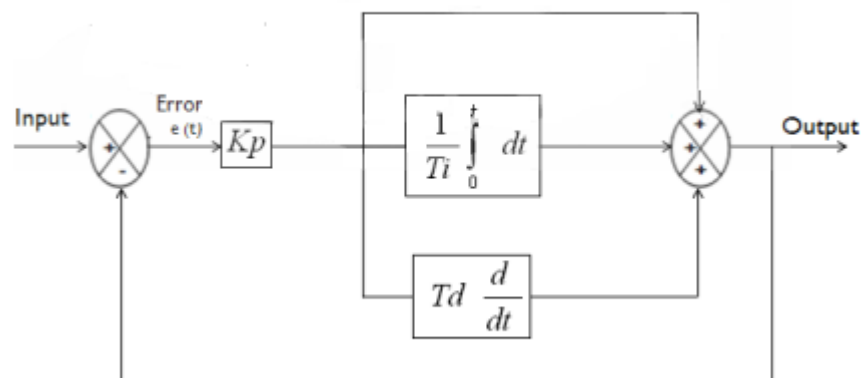 Input
+
-
Error
e (t)
Kp
1
Ti
∫
t
0
dt
Td
d
dt
+
+
+
Output